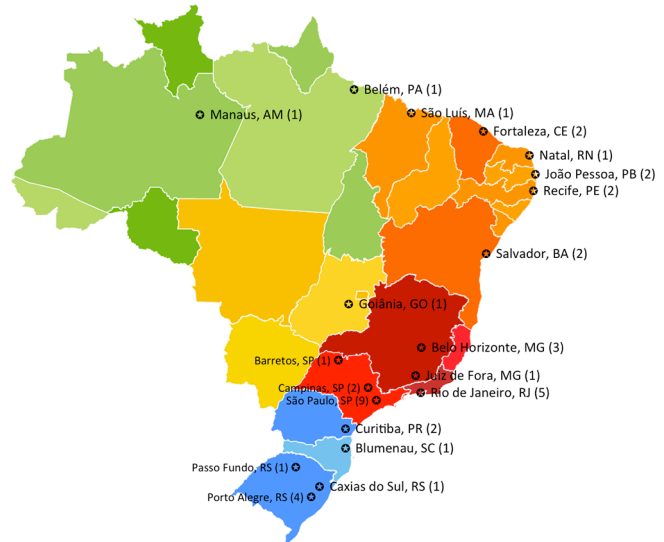 Belém, PA (1)
Manaus, AM (1)
São Luís, MA (1)
Fortaleza, CE (2)
Natal, RN (1)
João Pessoa, PB (2)
Recife, PE (2)
Salvador, BA (2)
Goiânia, GO (1)
Belo Horizonte, MG (3)
Barretos, SP (1)
Juiz de Fora, MG (1)
Campinas, SP (2)
Rio de Janeiro, RJ (5)
São Paulo, SP (9)
Curitiba, PR (2)
Blumenau, SC (1)
Passo Fundo, RS (1)
Caxias do Sul, RS (1)
Porto Alegre, RS (4)